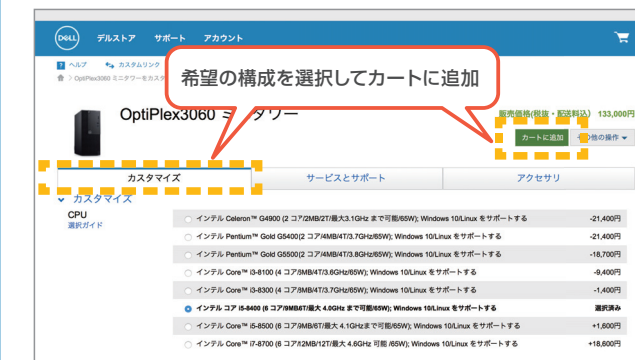 DELL
デルストア サポート アカウント
ヘルプ カスタムリンク
OptiPlex3060 ミニタワーをカスタ
希望の構成を選択してカートに追加
OptiPlex3060 ミ タワー
販売価格(税抜・配送料込) 133,000円
カートに追加 の他の操作
カスタマイズ サービスとサポート アクセサリ
カスタマイズ
CPU
選択ガイド
インテル Celeron™ G4900 (2 コア/2MB/2T/最大3.1GHz まで可能/65W); Windows 10/Linux をサポートする -21,400円
インテル Pentium™ Gold G5400(2 コア/4MB/4T/3.7GHz/65W); Windows 10/Linux をサポートする -21,400円
インテル Pentium™ Gold G5500(2 コア/4MB/4T/3.8GHz/65W); Windows 10/Linux をサポートする -18,700円
インテル Core™ i3-8100 (4 コア/6MB/4T/3.6GHz/65W); Windows 10/Linux をサポートする -9,400円
インテル Core™ i3-8300 (4 コア/8MB/4T/3.7GHz/65W); Windows 10/Linux をサポートする -1,400円
インテル コア i5-8400 (6 コア/9MB6T/最大 4.0GHz まで可能/65W); Windows 10/Linux をサポートする 選択済み
インテル Core™ i5-8500 (6 コア/9MB/6T/最大 4.1GHzまで可能/65W); Windows 10/Linux をサポートする +1,600円
インテル Core™ i7-8700 (6 コア/12MB/12T/最大 4.6GHz 可能 /65W); Windows 10/Linux をサポートする +18,600円